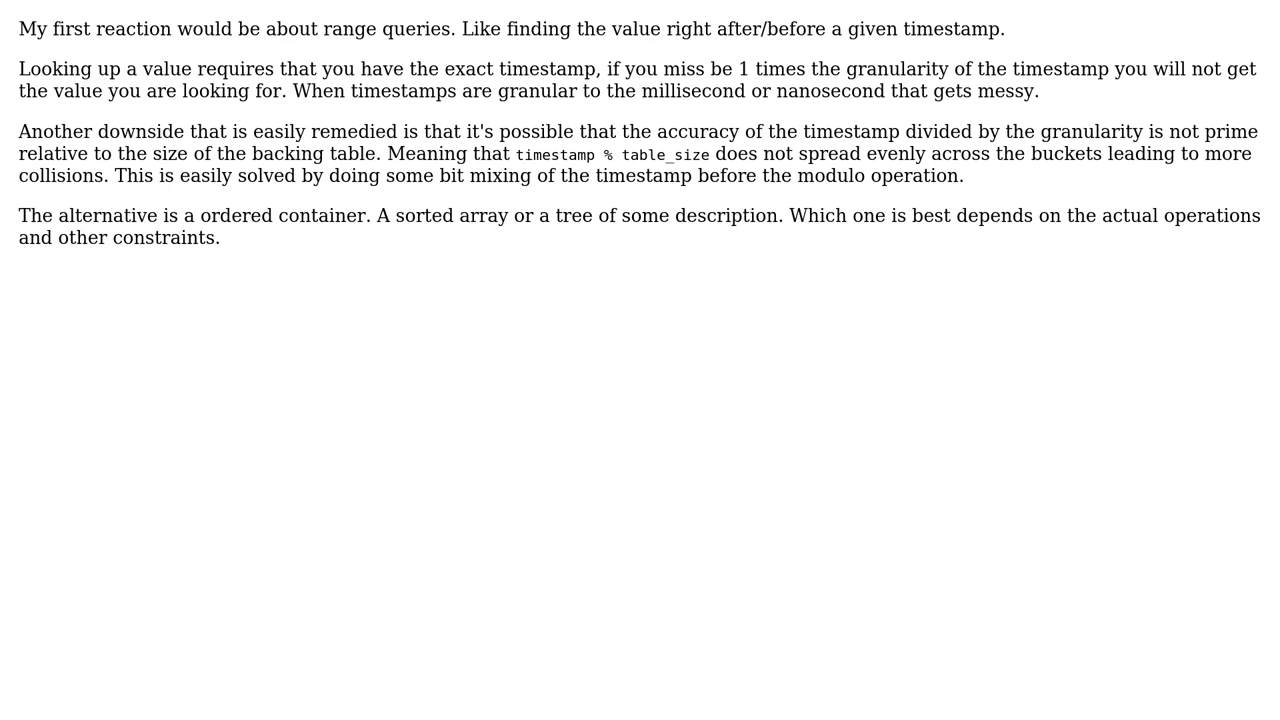 My first reaction would be about range queries. Like finding the value right after/before a given timestamp.
Looking up a value requires that you have the exact timestamp, if you miss be 1 times the granularity of the timestamp you will not get
the value you are looking for. When timestamps are granular to the millisecond or nanosecond that gets messy.
Another downside that is easily remedied is that it's possible that the accuracy of the timestamp divided by the granularity is not prime
relative to the size of the backing table. Meaning that timestamp % table_size does not spread evenly across the buckets leading to more
collisions. This is easily solved by doing some bit mixing of the timestamp before the modulo operation.
The alternative is a ordered container. A sorted array or a tree of some description. Which one is best depends on the actual operations
and other constraints.